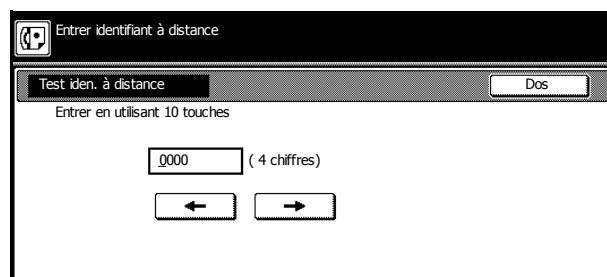 Entrer identifiant à distance
Test iden. à distance
Dos
Entrer en utilisant 10 touches
0000 ( 4 chiffres)